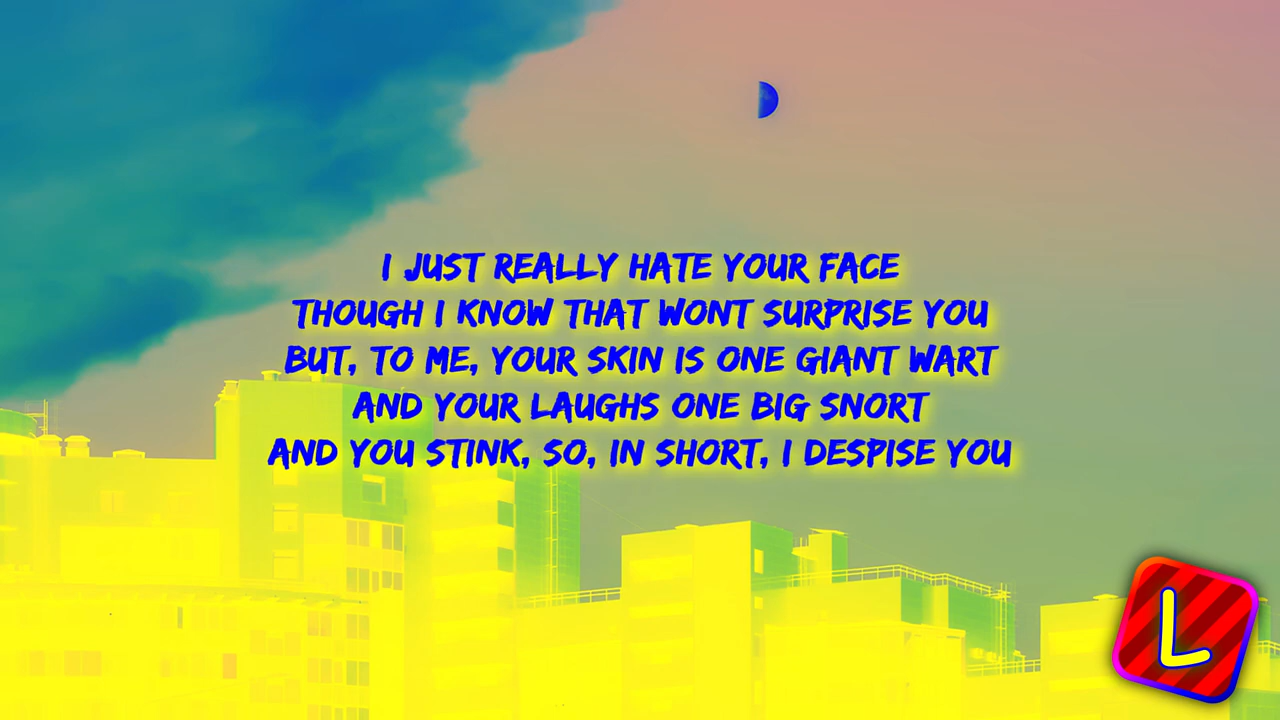 I JUST REALLY HATE YOUR FACE
THOUGH I KNOW THAT WONT SURPRISE YOU
BUT, TO ME, YOUR SKIN IS ONE GIANT WART
AND YOUR LAUGHS ONE BIG SNORT
AND YOU STINK, SO, IN SHORT, I DESPISE YOU
L